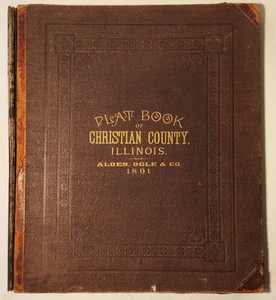 PLAT BOOK
OF
CHRISTIAN COUNTY,
ILLINOIS.
ALDEN, OGLE & CO.
1891